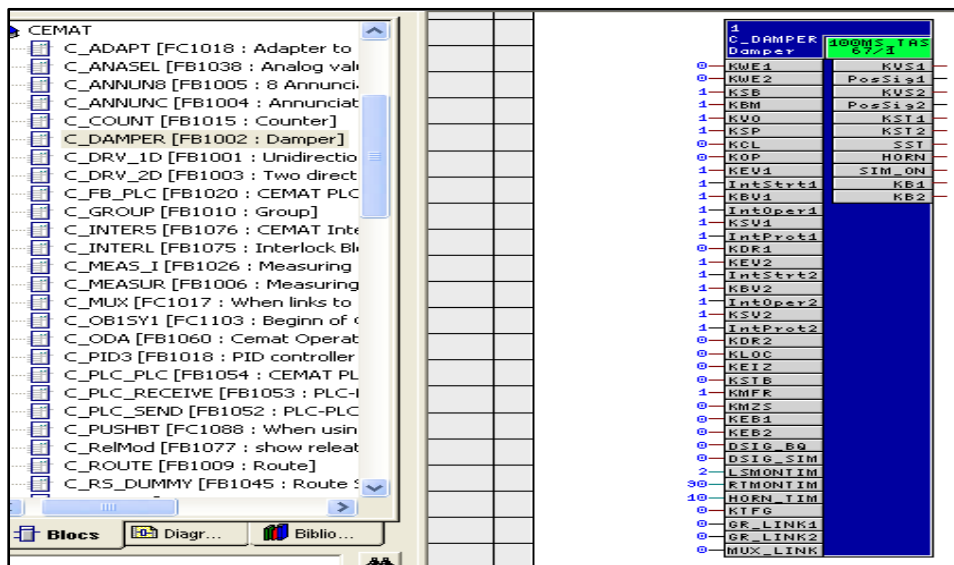 CEMAT
C_ADAPT [FC1018 : Adapter to
C_ANASEL [FB1038 : Analog val
C_ANNUN8 [FB1005 : 8 Annunci
C_ANNUNC [FB1004 : Annunciat
C_COUNT [FB1015 : Counter]
C_DAMPER [FB1002 : Damper]
C_DRV_1D [FB1001 : Unidirectio
C_DRV_2D [FB1003 : Two direct
C_FB_PLC [FB1020 : CEMAT PLC
C_GROUP [FB1010 : Group]
C_INTER5 [FB1076 : CEMAT Inte
C_INTERL [FB1075 : Interlock Bl
C_MEAS_I [FB1026 : Measuring
C_MEASUR [FB1006 : Measuring
C_MUX [FC1017 : When links to
C_OB1SY1 [FC1103 : Beginn of
C_ODA [FB1060 : Cemat Operat
C_PID3 [FB1018 : PID controller
C_PLC_PLC [FB1054 : CEMAT PL
C_PLC_RECEIVE [FB1053 : PLC-
C_PLC_SEND [FB1052 : PLC-PLC
C_PUSHBT [FC1088 : When usin
C_RelMod [FB1077 : show releat
C_ROUTE [FB1009 : Route]
C_RS_DUMMY [FB1045 : Route
Blocs Diagr... Biblio...
1
C_DAMPER
Damper
100MS_TAS
67/1
0 KWE1 KVS1
0 KWE2 PosSig1
1 KSB KVS2
1 KBM PosSig2
1 KVO KST1
1 KSP KST2
0 KCL SST
0 KOP HORN
1 KEV1 SIM_ON
1 IntStrt1 KB1
1 KBV1 KB2
1 IntOper1
1 KSV1
1 IntProt1
0 KDR1
1 KEV2
1 IntStrt2
1 KBV2
1 IntOper2
1 KSV2
1 IntProt2
0 KDR2
0 KLOC
0 KEIZ
0 KSTB
1 KMFR
0 KMZS
0 KEB1
0 KEB2
0 DSIG_BQ
0 DSIG_SIM
2 LSMONTIM
90 RTMONTIM
10 HORN_TIM
0 KTFG
0 GR_LINK1
0 GR_LINK2
0 MUX_LINK